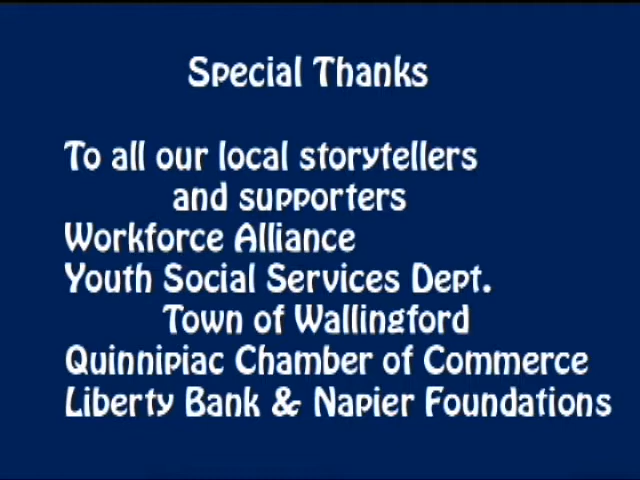 Special Thanks
To all our local storytellers
and supporters
Workforce Alliance
Youth Social Services Dept.
Town of Wallingford
Quinnipiac Chamber of Commerce
Liberty Bank & Napier Foundations